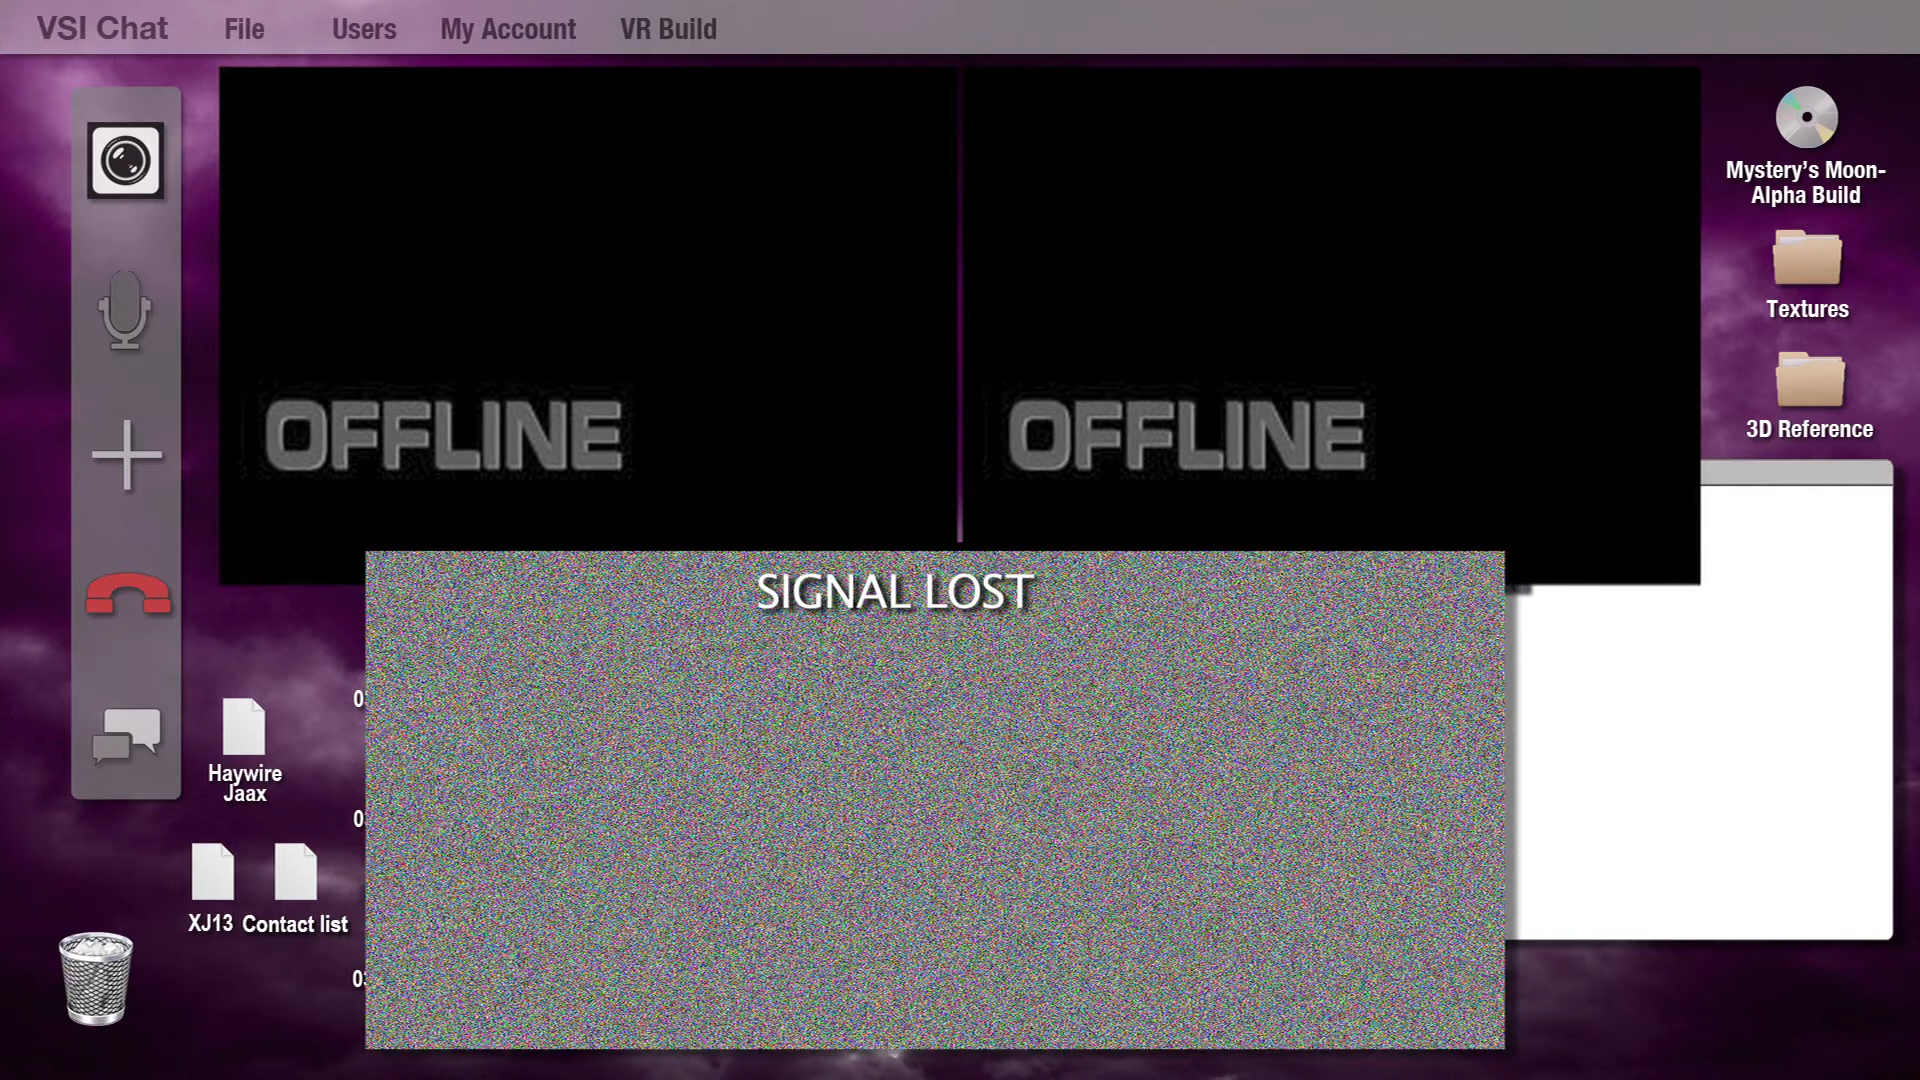 VSI Chat File Users My Account VR Build
Mystery's Moon-
Alpha Build
Textures
3D Reference
OFFLINE OFFLINE
SIGNAL LOST
Haywire
Jaax
XJ13 Contact list